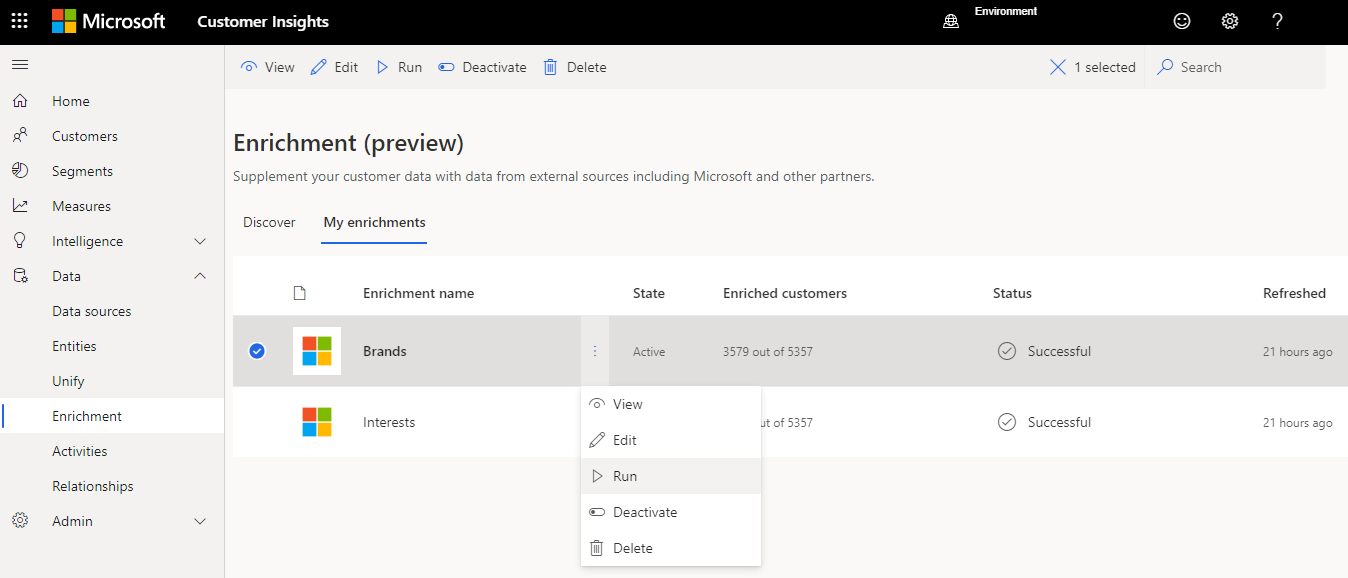 Microsoft Customer Insights Environment ?
View Edit Run Deactivate Delete 1 selected Search
Home
Customers
Segments
Measures
Intelligence
Data
Data sources
Entities
Unify
Enrichment
Activities
Relationships
Admin
Enrichment (preview)
Supplement your customer data with data from external sources including Microsoft and other partners.
Discover My enrichments
Enrichment name State Enriched customers Status Refreshed
Brands Active 3579 out of 5357 Successful 21 hours ago
Interests ut of 5357 Successful 21 hours ago
View
Edit
Run
Deactivate
Delete